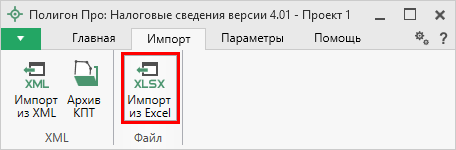 Полигон Про: Налоговые сведения версии 4.01 - Проект 1
Главная Импорт Параметры Помощь
?
XML XLSX
Импорт Архив Импорт
из XML КПТ из Excel
XML Файл